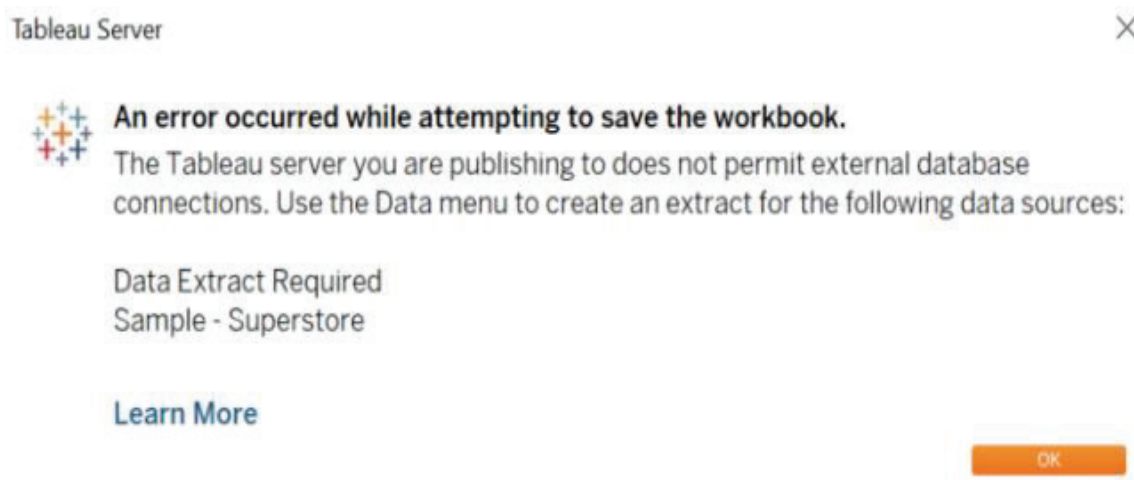 Tableau Server
An error occurred while attempting to save the workbook.
The Tableau server you are publishing to does not permit external database
connections. Use the Data menu to create an extract for the following data sources:
Data Extract Required
Sample - Superstore
Learn More
OK